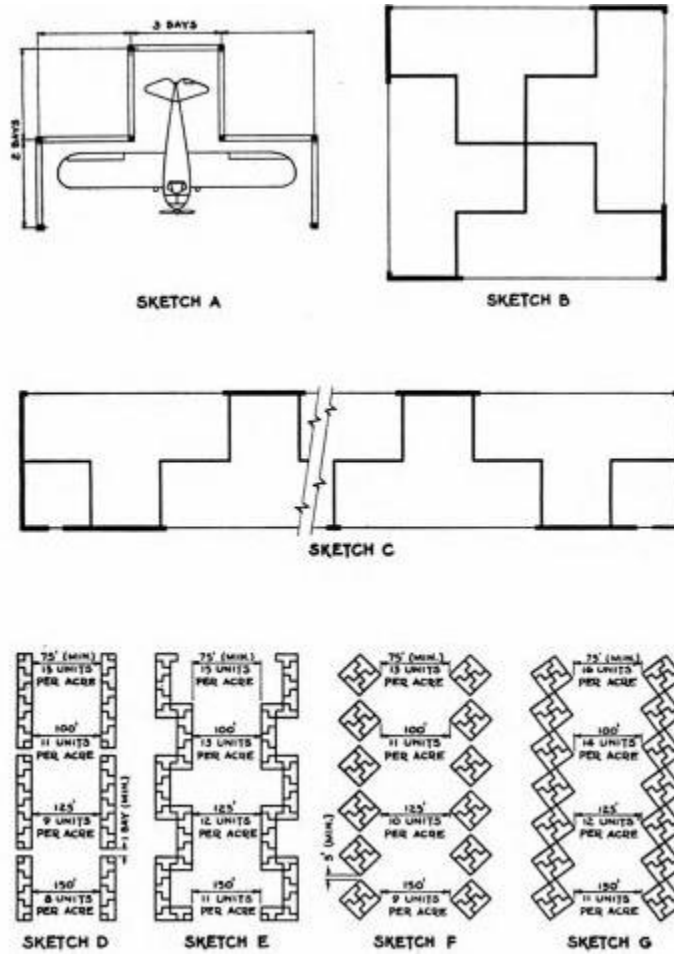 3 BAYS
2 BAYS
SKETCH A
SKETCH B
SKETCH C
75' (MIN.)
13 UNITS
PER ACRE
100'
11 UNITS
PER ACRE
125'
9 UNITS
PER ACRE
1 BAY (MIN.)
150'
8 UNITS
PER ACRE
SKETCH D
75' (MIN.)
15 UNITS
PER ACRE
100'
13 UNITS
PER ACRE
125'
12 UNITS
PER ACRE
150'
11 UNITS
PER ACRE
SKETCH E
75' (MIN.)
13 UNITS
PER ACRE
100'
11 UNITS
PER ACRE
125'
10 UNITS
PER ACRE
5' (MIN.)
150'
9 UNITS
PER ACRE
SKETCH F
75' (MIN.)
16 UNITS
PER ACRE
100'
14 UNITS
PER ACRE
125'
12 UNITS
PER ACRE
150'
11 UNITS
PER ACRE
SKETCH G